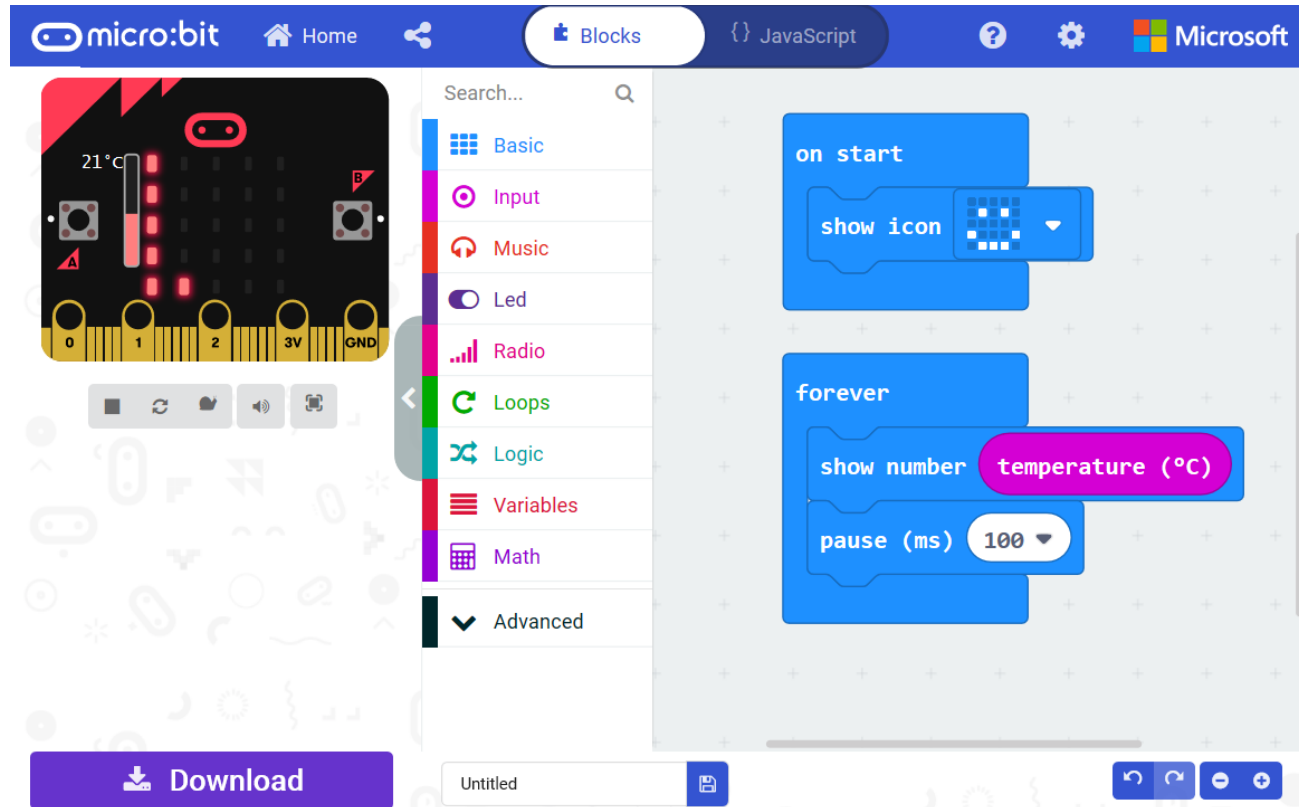 micro:bit Home Blocks {} JavaScript ? Microsoft
21°C
A
B
0 1 2 3V GND
Search...
Basic
Input
Music
Led
Radio
Loops
Logic
Variables
Math
Advanced
on start
show icon
forever
show number temperature (°C)
pause (ms) 100
Download
Untitled